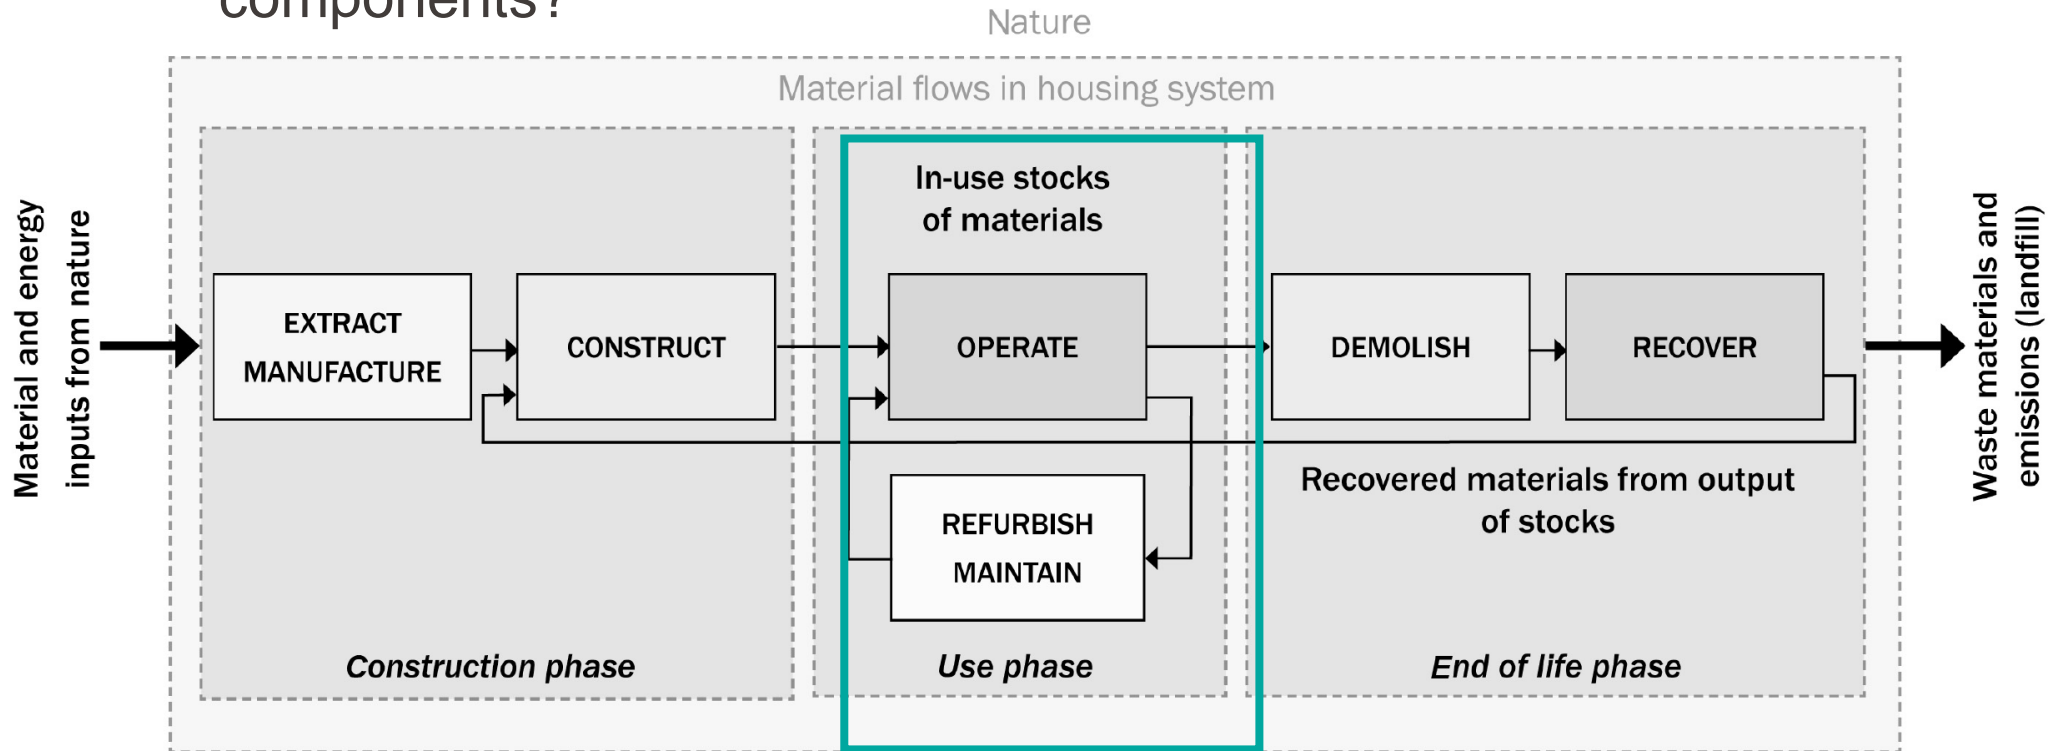 components?
Nature
Material flows in housing system
Material and energy
inputs from nature
In-use stocks
of materials
EXTRACT
MANUFACTURE
CONSTRUCT
OPERATE
DEMOLISH
RECOVER
REFURBISH
MAINTAIN
Recovered materials from output
of stocks
Construction phase
Use phase
End of life phase
Waste materials and
emissions (landfill)